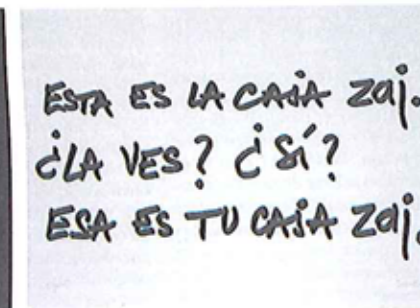 ESTA ES LA CAJA zaj.
¿LA VES? ¿SÍ?
ESA ES TU CAJA zaj.